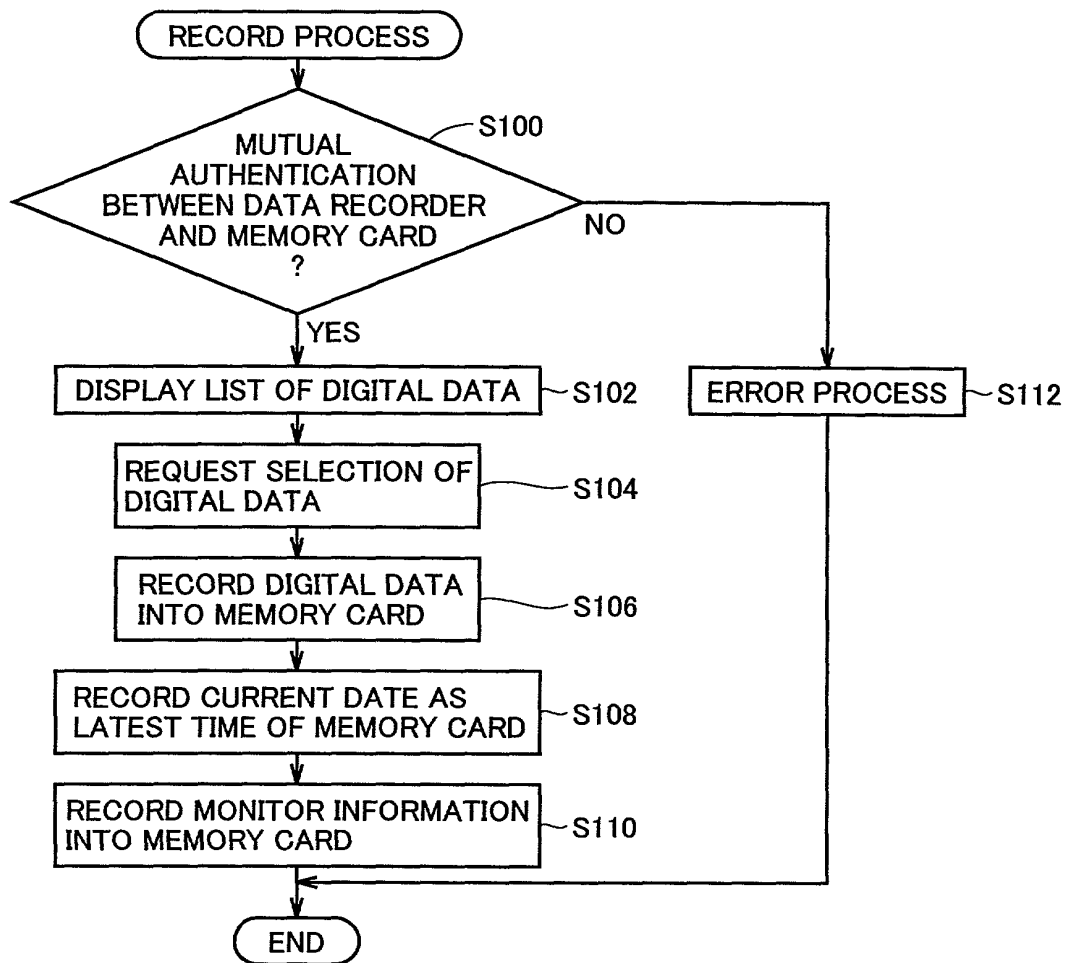 RECORD PROCESS
S100
MUTUAL
AUTHENTICATION
BETWEEN DATA RECORDER
AND MEMORY CARD
?
NO
YES
DISPLAY LIST OF DIGITAL DATA
S102
ERROR PROCESS
S112
REQUEST SELECTION OF
DIGITAL DATA
S104
RECORD DIGITAL DATA
INTO MEMORY CARD
S106
RECORD CURRENT DATE AS
LATEST TIME OF MEMORY CARD
S108
RECORD MONITOR INFORMATION
INTO MEMORY CARD
S110
END